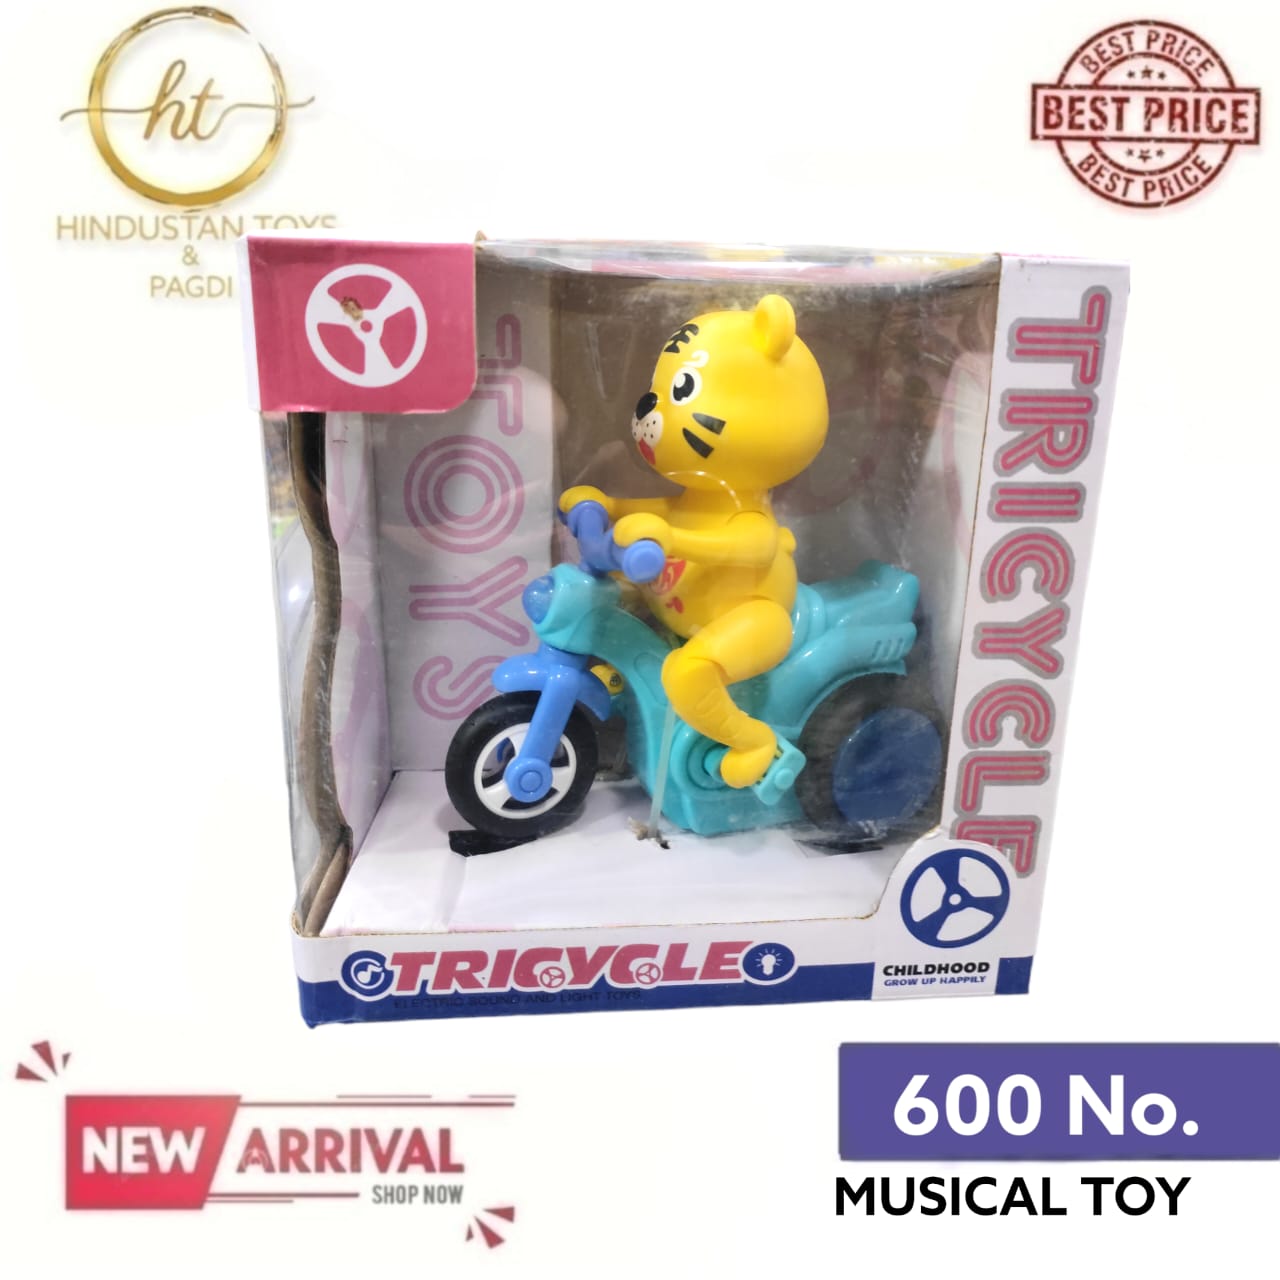 ht
HINDUSTAN TOYS
&
PAGDI
BEST PRICE
BEST PRICE
BEST PRICE
TOYS
TRICYCLE
TRICYCLE
ELECTRIC SOUND AND LIGHT TOYS
CHILDHOOD
GROW UP HAPPILY
NEW ARRIVAL
SHOP NOW
600 No.
MUSICAL TOY